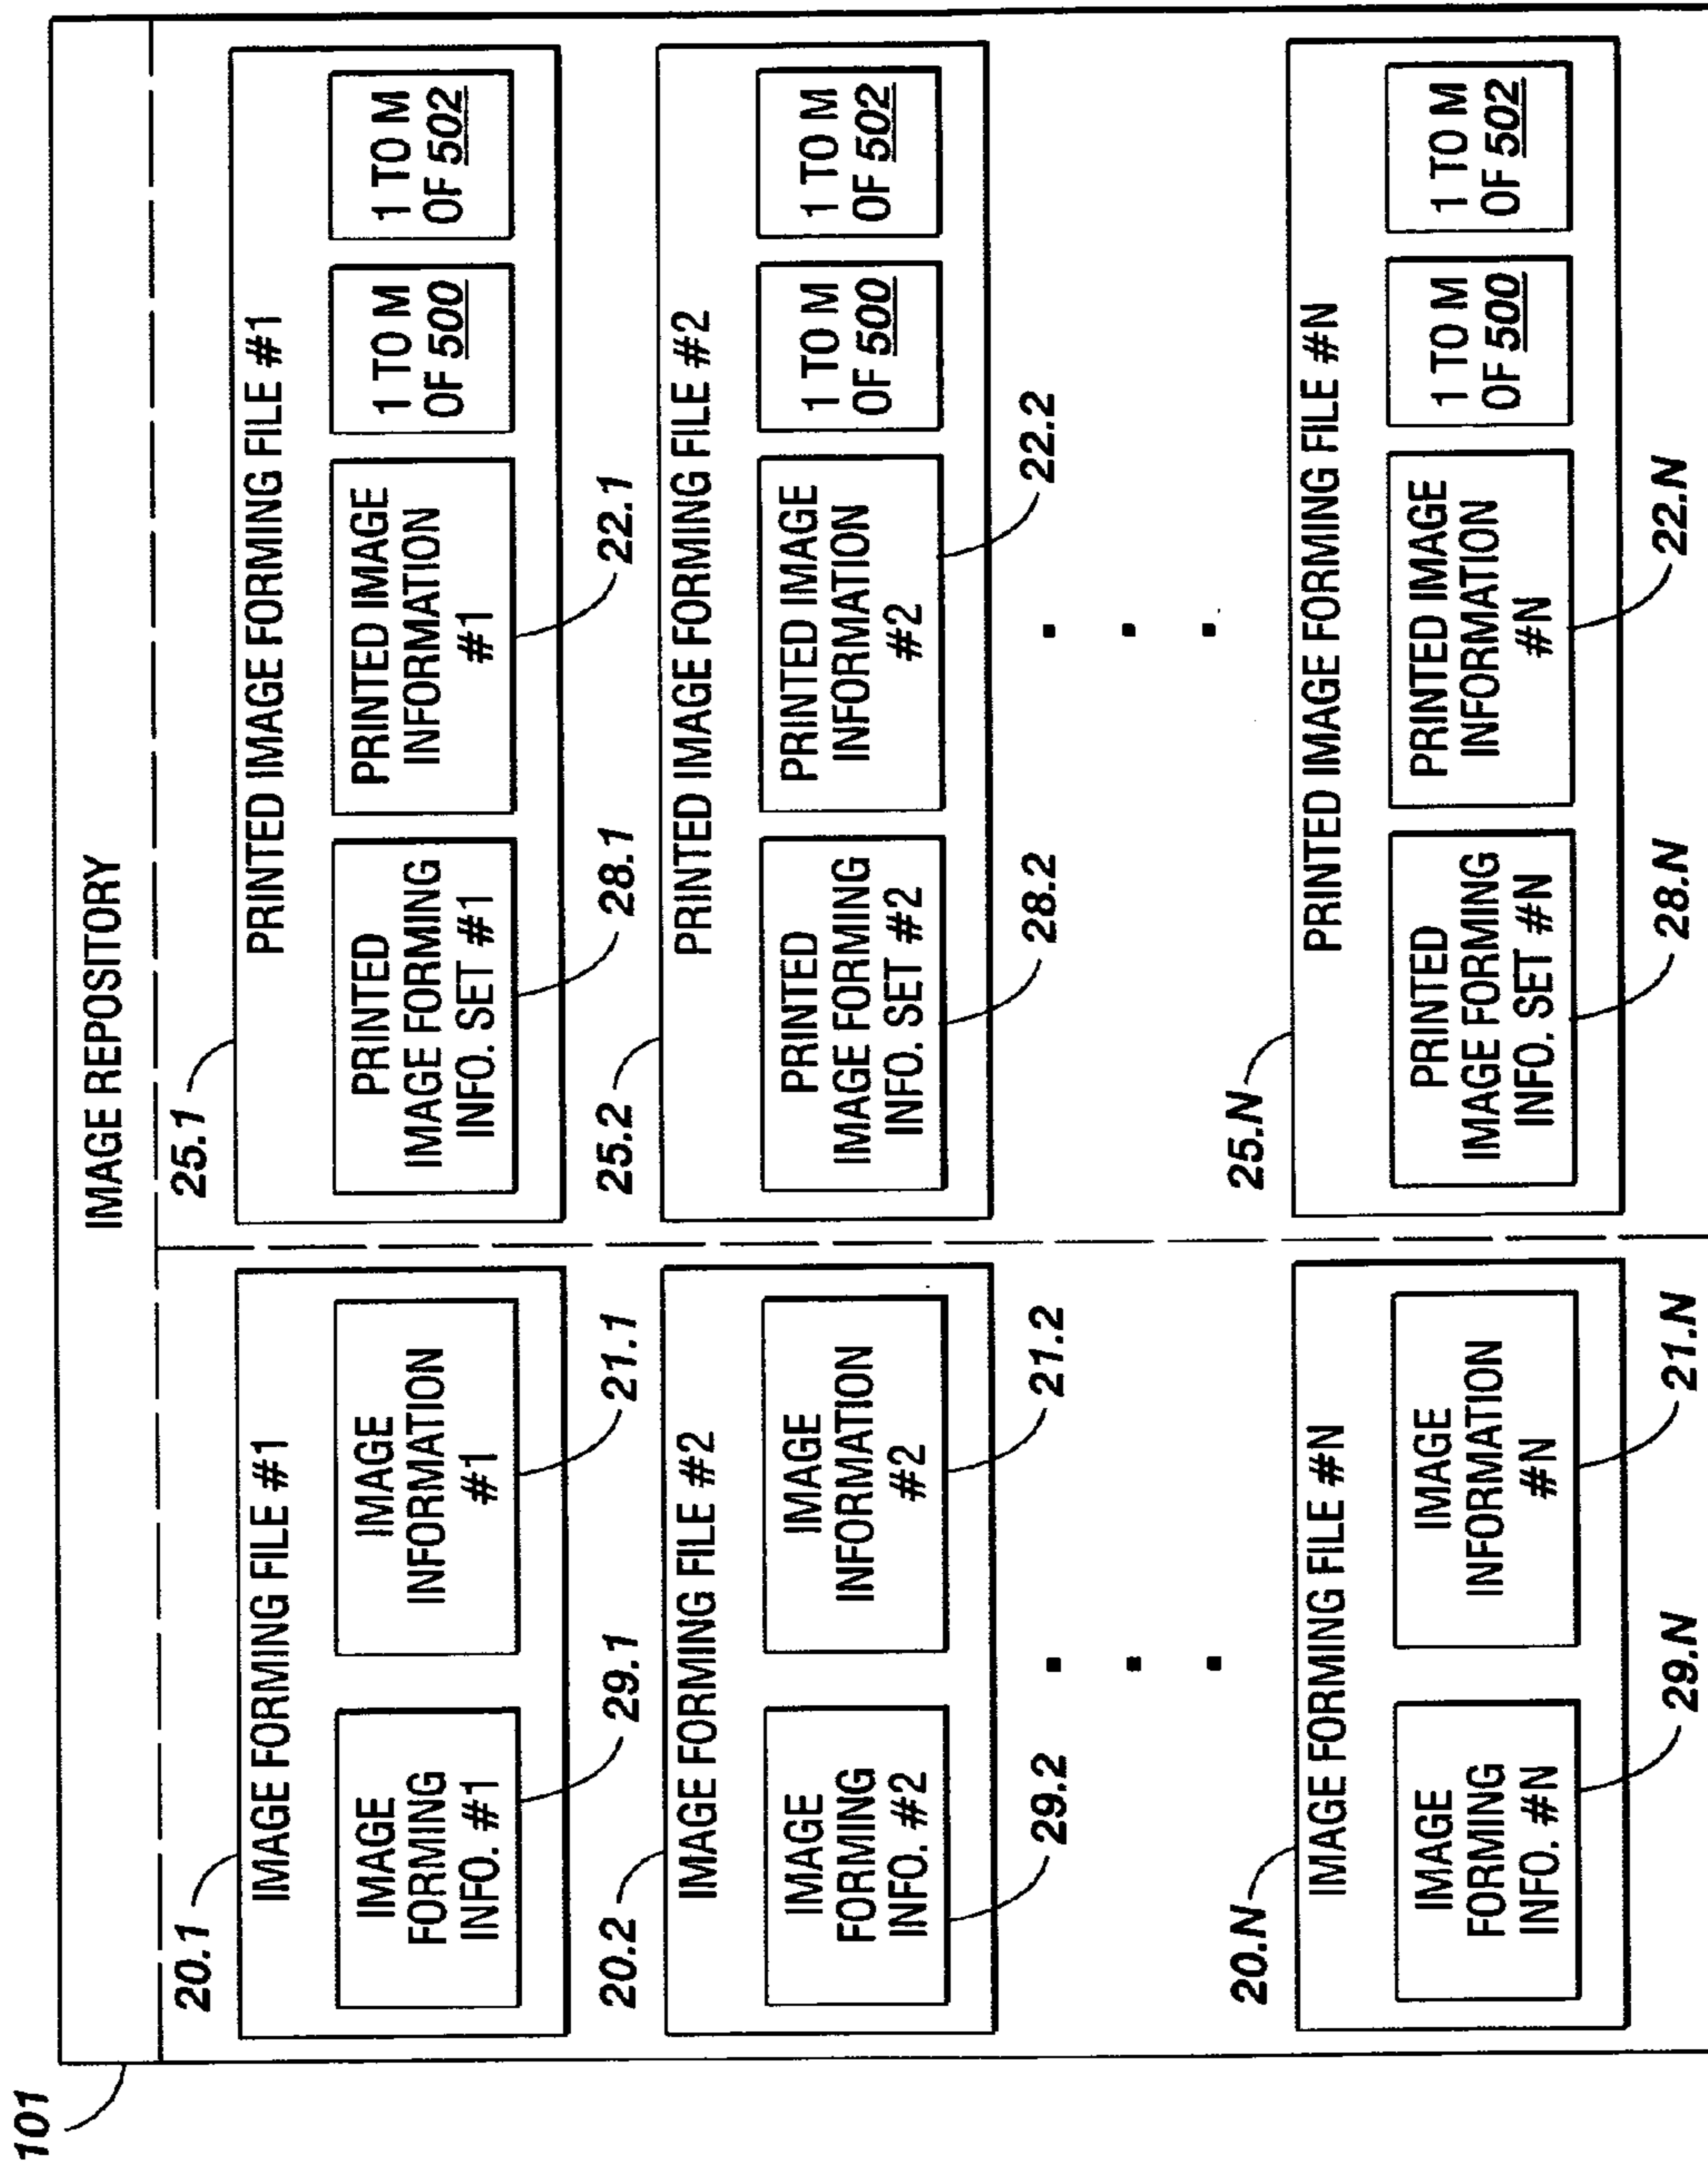 101
IMAGE REPOSITORY
20.1
IMAGE FORMING FILE #1
IMAGE
FORMING
INFO. #1
29.1
IMAGE
INFORMATION
#1
21.1
25.1
PRINTED IMAGE FORMING FILE #1
PRINTED
IMAGE FORMING
INFO. SET #1
28.1
PRINTED IMAGE
INFORMATION
#1
22.1
1 TO M
OF 500
1 TO M
OF 502
20.2
IMAGE FORMING FILE #2
IMAGE
FORMING
INFO. #2
29.2
IMAGE
INFORMATION
#2
21.2
25.2
PRINTED IMAGE FORMING FILE #2
PRINTED
IMAGE FORMING
INFO. SET #2
28.2
PRINTED IMAGE
INFORMATION
#2
22.2
1 TO M
OF 500
1 TO M
OF 502
20.N
IMAGE FORMING FILE #N
IMAGE
FORMING
INFO. #N
29.N
IMAGE
INFORMATION
#N
21.N
25.N
PRINTED IMAGE FORMING FILE #N
PRINTED
IMAGE FORMING
INFO. SET #N
28.N
PRINTED IMAGE
INFORMATION
#N
22.N
1 TO M
OF 500
1 TO M
OF 502